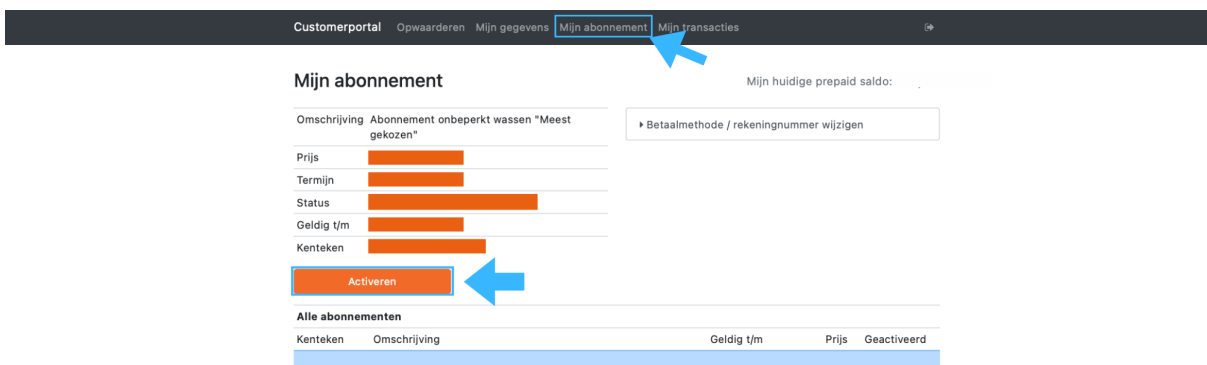 Customerportal Opwaarderen Mijn gegevens Mijn abonnement Mijn transacties
Mijn abonnement
Mijn huidige prepaid saldo:
Omschrijving Abonnement onbeperkt wassen "Meest
gekozen"
Betaalmethode / rekeningnummer wijzigen
Prijs
Termijn
Status
Geldig t/m
Kenteken
Activeren
Alle abonnementen
Kenteken Omschrijving Geldig t/m Prijs Geactiveerd